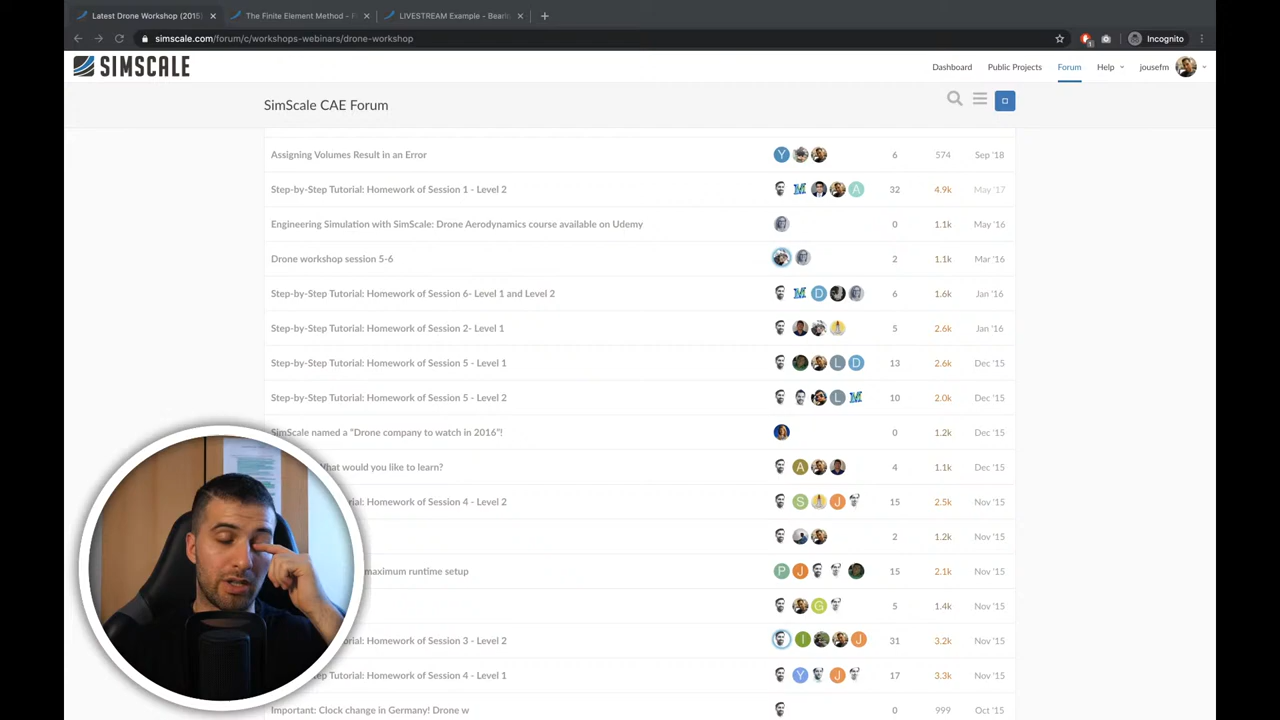 Latest Drone Workshop (2015
The Finite Element Method - F
LIVESTREAM Example - Bearin
simscale.com/forum/c/workshops-webinars/drone-workshop
Incognito
SIMSCALE
Dashboard Public Projects Forum Help jousefm
SimScale CAE Forum
Assigning Volumes Result in an Error Y 6 574 Sep '18
Step-by-Step Tutorial: Homework of Session 1 - Level 2 M A 32 4.9k May '17
Engineering Simulation with SimScale: Drone Aerodynamics course available on Udemy 0 1.1k May '16
Drone workshop session 5-6 2 1.1k Mar '16
Step-by-Step Tutorial: Homework of Session 6- Level 1 and Level 2 M D 6 1.6k Jan '16
Step-by-Step Tutorial: Homework of Session 2- Level 1 5 2.6k Jan '16
Step-by-Step Tutorial: Homework of Session 5 - Level 1 L D 13 2.6k Dec '15
Step-by-Step Tutorial: Homework of Session 5 - Level 2 L M 10 2.0k Dec '15
SimScale named a "Drone company to watch in 2016"! 0 1.2k Dec '15
What would you like to learn? A 4 1.1k Dec '15
Tutorial: Homework of Session 4 - Level 2 S J 15 2.5k Nov '15
2 1.2k Nov '15
maximum runtime setup P J 15 2.1k Nov '15
G 5 1.4k Nov '15
Tutorial: Homework of Session 3 - Level 2 I J 31 3.2k Nov '15
Tutorial: Homework of Session 4 - Level 1 Y J 17 3.3k Nov '15
Important: Clock change in Germany! Drone w 0 999 Oct '15